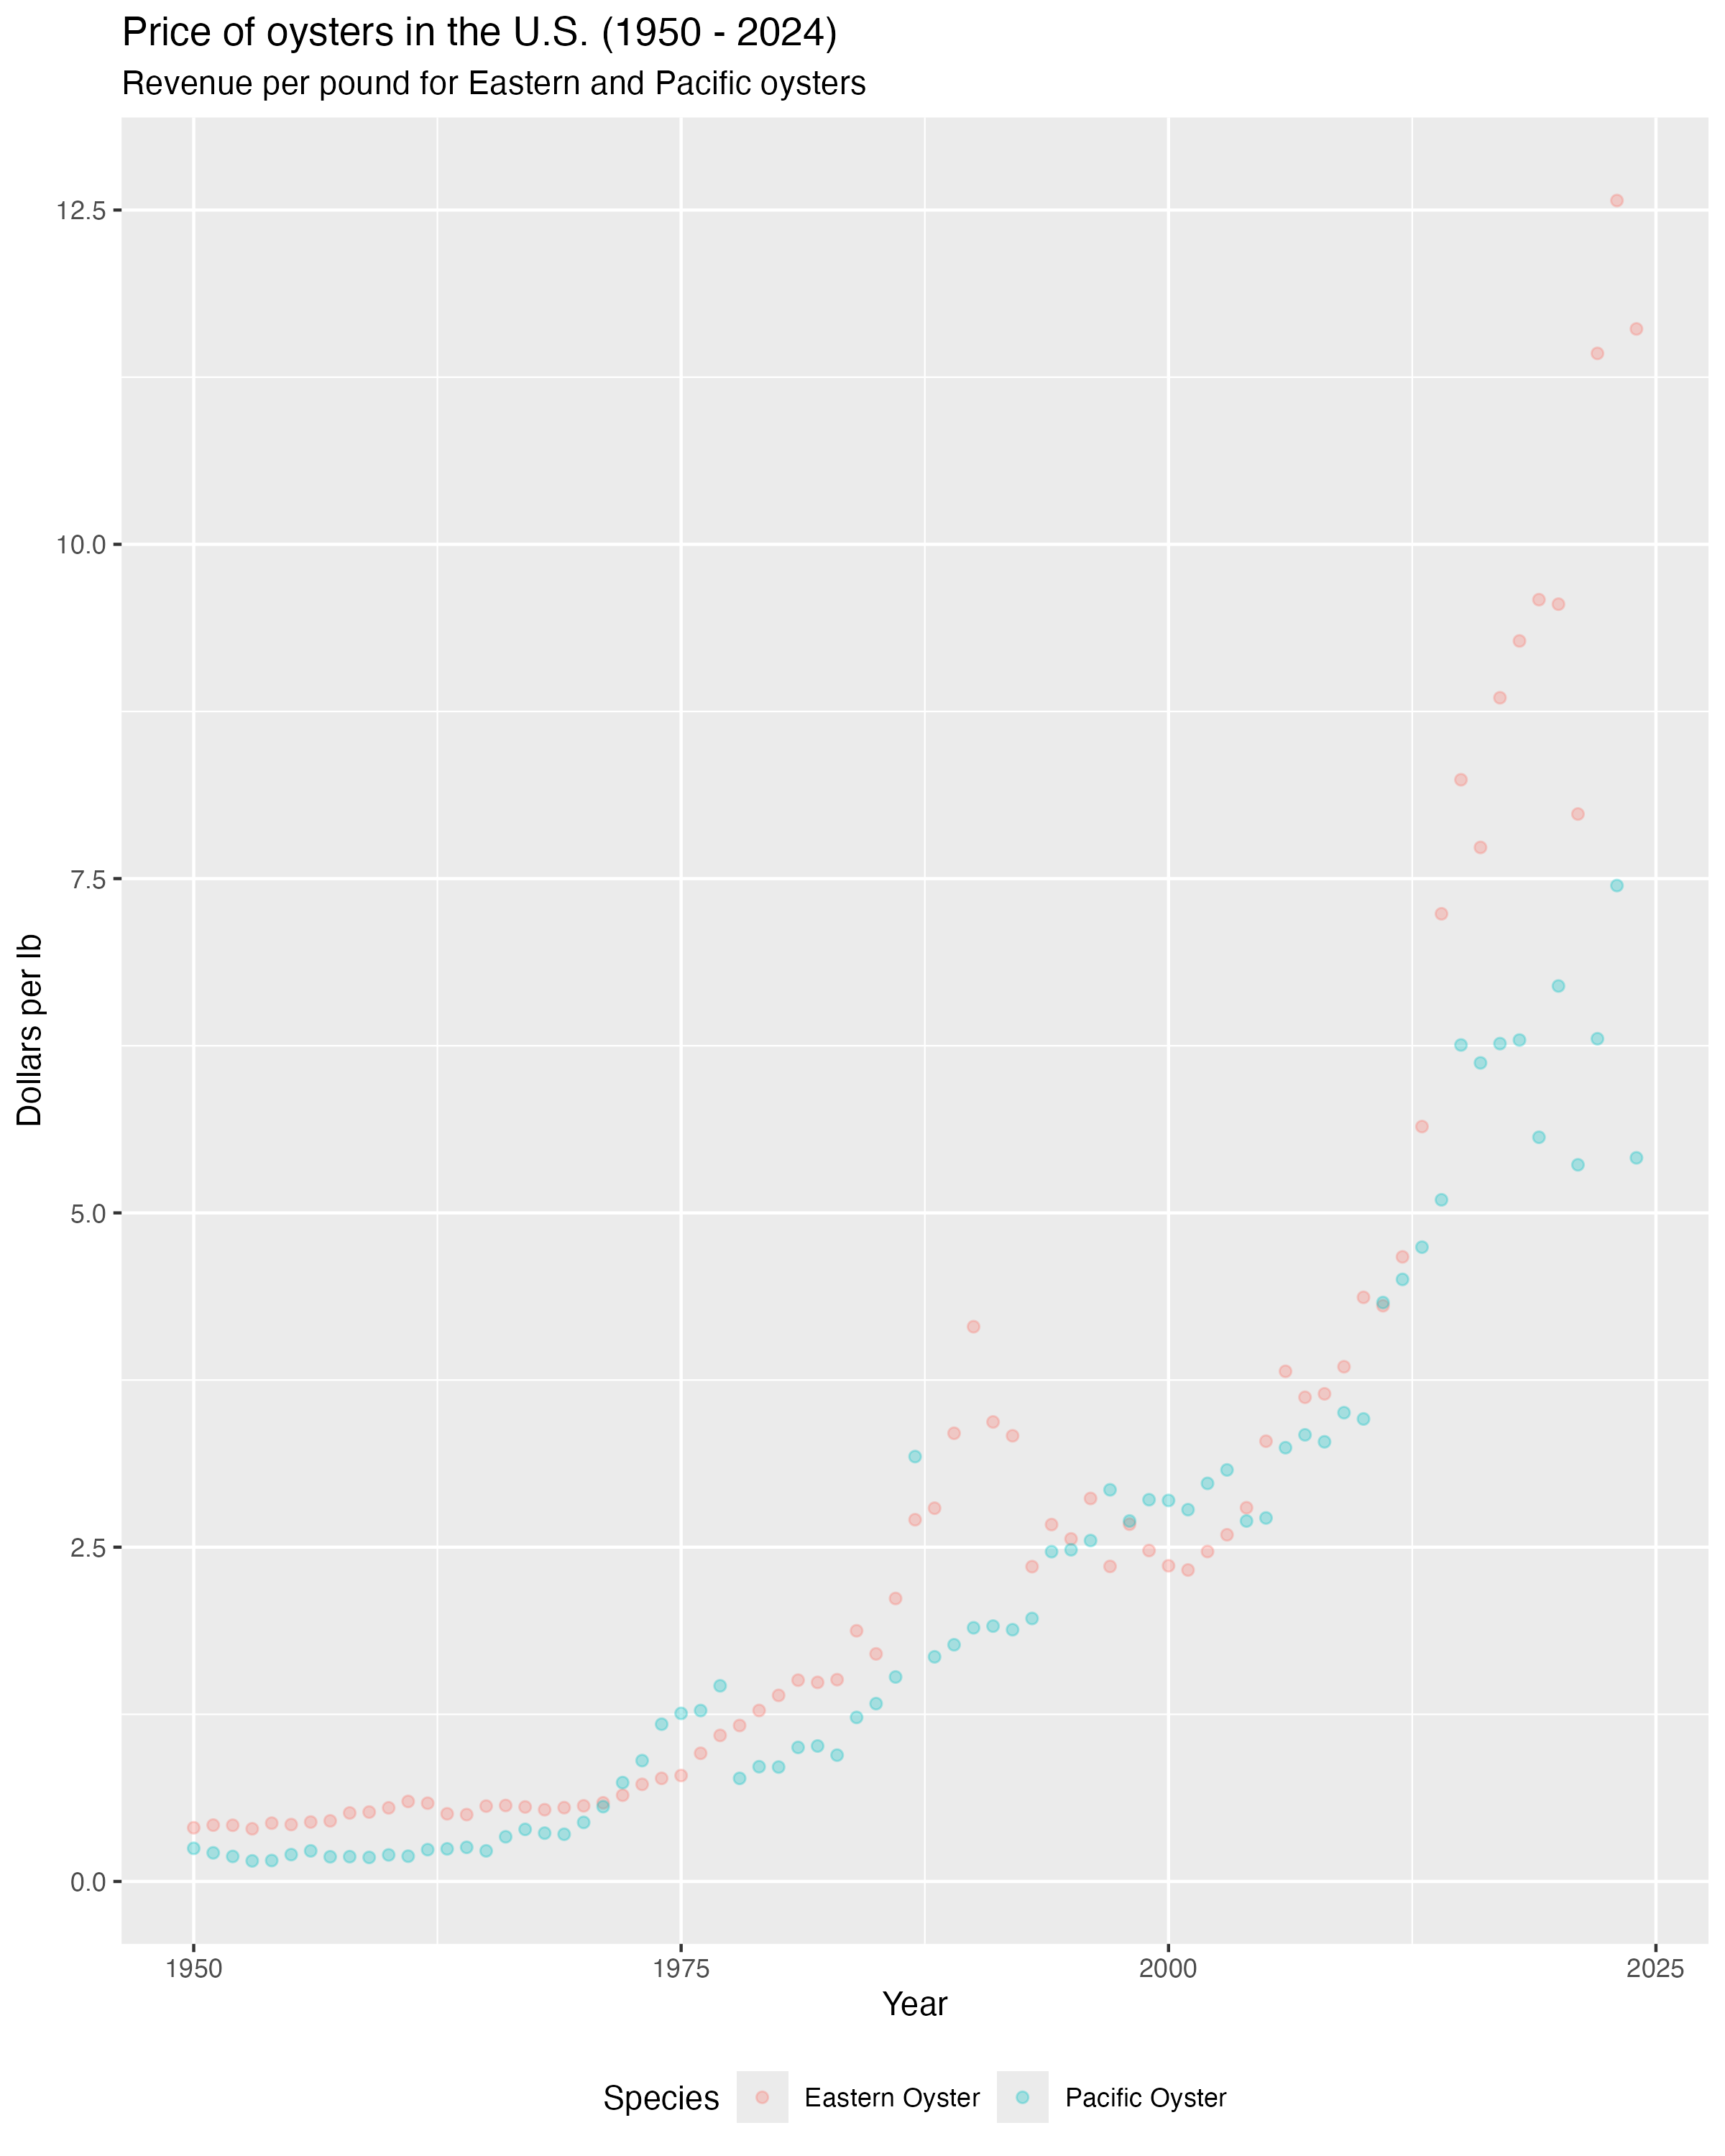 Price of oysters in the U.S. (1950 - 2024)
Revenue per pound for Eastern and Pacific oysters
12.5
10.0
7.5
5.0
2.5
0.0
Dollars per lb
1950 1975 2000 2025
Year
Species Eastern Oyster Pacific Oyster